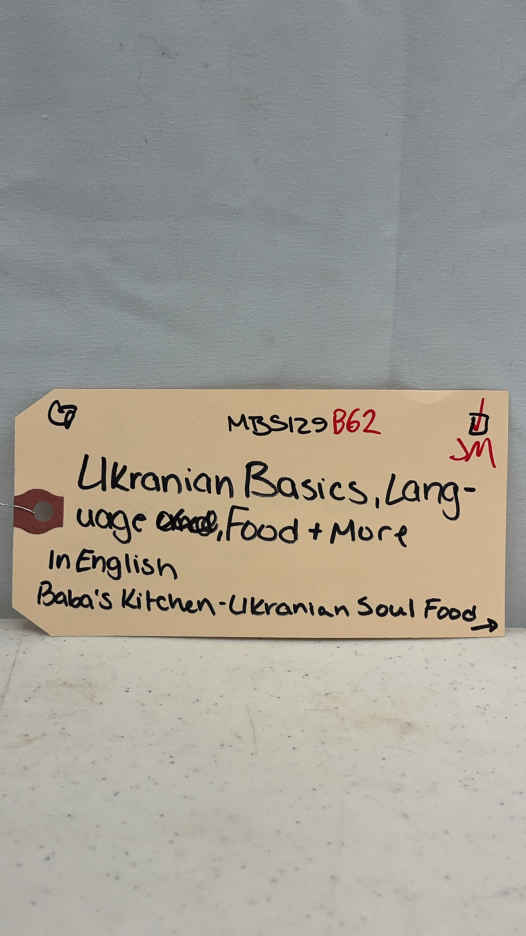 MBS129 B62
JM
Ukranian Basics, Lang-
uage , Food + More
In English
Baba's Kitchen - Ukranian Soul Food →